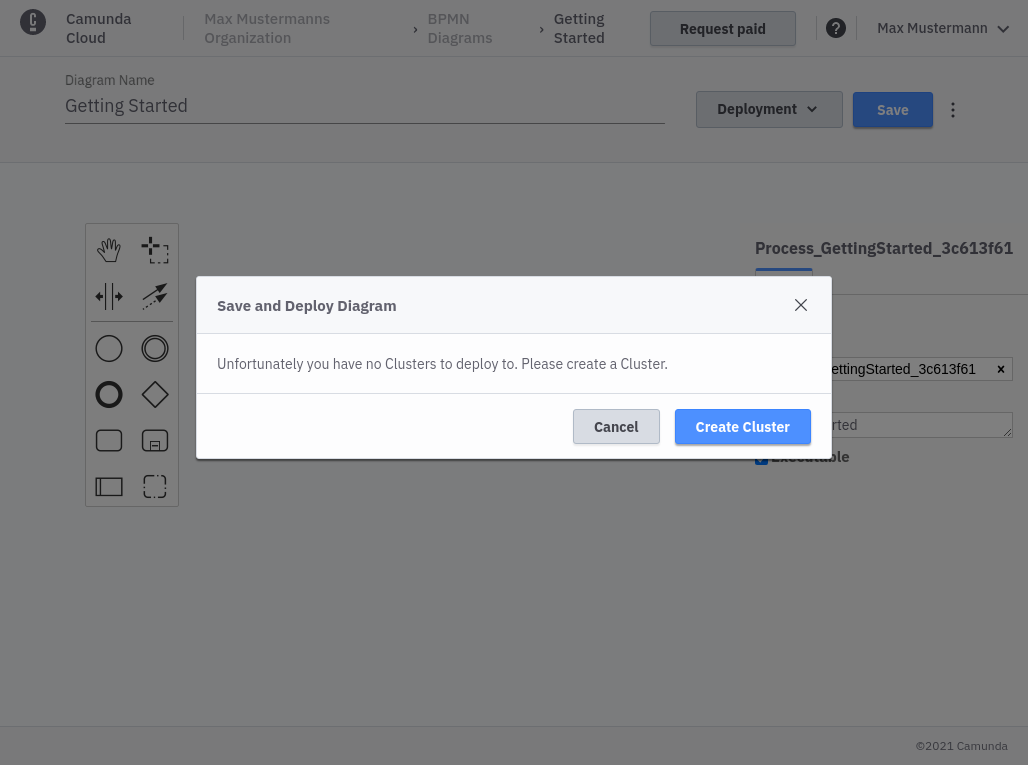 Camunda
Cloud
Max Mustermanns
Organization
›
BPMN
Diagrams
›
Getting
Started
Request paid
?
Max Mustermann
Diagram Name
Getting Started
Deployment
Save
Process_GettingStarted_3c613f61
Save and Deploy Diagram
Unfortunately you have no Clusters to deploy to. Please create a Cluster.
ettingStarted_3c613f61
rted
Cancel
Create Cluster
Executable
©2021 Camunda